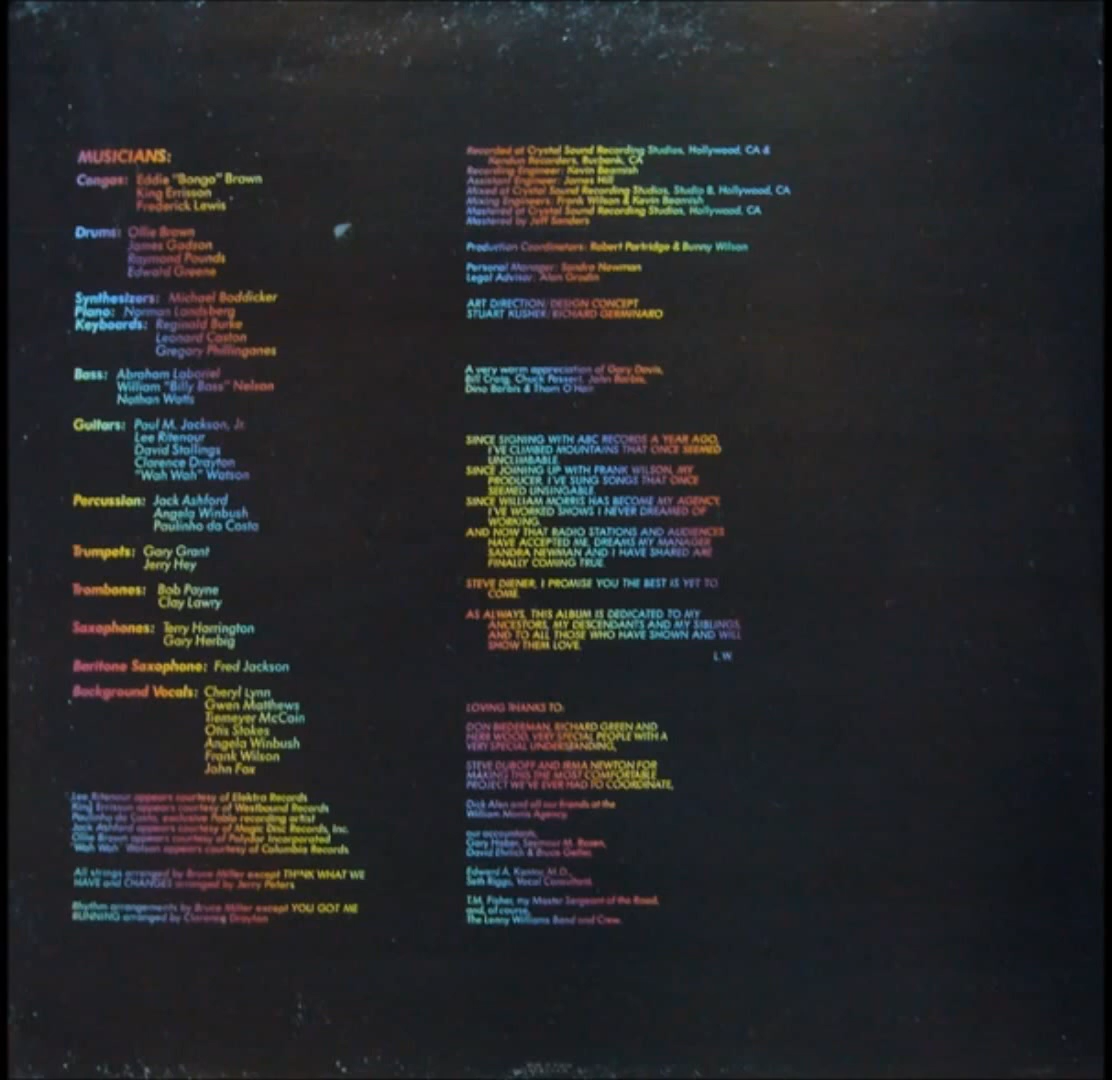 MUSICIANS:
Congas: Eddie "Bongo" Brown
King Errisson
Frederick Lewis
Drums: Ollie Brown
James Gadson
Raymond Pounds
Edward Greene
Synthesizers: Michael Boddicker
Piano: Norman Landsberg
Keyboards: Reginald Burke
Leonard Caston
Gregory Phillinganes
Bass: Abraham Laboriel
William "Billy Bass" Nelson
Nathan Watts
Guitars: Paul M. Jackson, Jr.
Lee Ritenour
David Stallings
Clarence Drayton
"Wah Wah" Watson
Percussion: Jack Ashford
Angela Winbush
Paulinho da Costa
Trumpets: Gary Grant
Jerry Hey
Trombones: Bob Payne
Clay Lawry
Saxophones: Terry Harrington
Gary Herbig
Baritone Saxophone: Fred Jackson
Background Vocals: Cheryl Lynn
Gwen Matthews
Tiemeyer McCain
Otis Stokes
Angela Winbush
Frank Wilson
John Fox
Lee Ritenour appears courtesy of Elektra Records
King Errisson appears courtesy of Westbound Records
Paulinho da Costa, exclusive Pablo recording artist
Jack Ashford appears courtesy of Magic Disc Records, Inc.
Ollie Brown appears courtesy of Polydor Incorporated
"Wah Wah" Watson appears courtesy of Columbia Records
All strings arranged by Bruce Miller except THINK WHAT WE
HAVE and CHANGES arranged by Jerry Peters
Rhythm arrangements by Bruce Miller except YOU GOT ME
RUNNING arranged by Clarence Drayton
Recorded at Crystal Sound Recording Studios, Hollywood, CA &
Kendun Recorders, Burbank, CA
Recording Engineer: Kevin Beamish
Assistant Engineer: James Hill
Mixed at Crystal Sound Recording Studios, Studio B, Hollywood, CA
Mixing Engineers: Frank Wilson & Kevin Beamish
Mastered at Crystal Sound Recording Studios, Hollywood, CA
Mastered by Jeff Sanders
Production Coordinators: Robert Partridge & Bunny Wilson
Personal Manager: Sandra Newman
Legal Advisor: Alan Grodin
ART DIRECTION/DESIGN CONCEPT
STUART KUSHER/RICHARD GERMINARO
A very warm appreciation of Gary Davis,
Bill Craig, Chuck Passert, John Barbis,
Dino Barbis & Thom O'Hair
SINCE SIGNING WITH ABC RECORDS A YEAR AGO,
I'VE CLIMBED MOUNTAINS THAT ONCE SEEMED
UNCLIMBABLE.
SINCE JOINING UP WITH FRANK WILSON, MY
PRODUCER, I'VE SUNG SONGS THAT ONCE
SEEMED UNSINGABLE.
SINCE WILLIAM MORRIS HAS BECOME MY AGENCY,
I'VE WORKED SHOWS I NEVER DREAMED OF
WORKING.
AND NOW THAT RADIO STATIONS AND AUDIENCES
HAVE ACCEPTED ME, DREAMS MY MANAGER
SANDRA NEWMAN AND I HAVE SHARED ARE
FINALLY COMING TRUE.
STEVE DIENER, I PROMISE YOU THE BEST IS YET TO
COME.
AS ALWAYS, THIS ALBUM IS DEDICATED TO MY
ANCESTORS, MY DESCENDANTS AND MY SIBLINGS,
AND TO ALL THOSE WHO HAVE SHOWN AND WILL
SHOW THEM LOVE.
L.W.
LOVING THANKS TO:
DON BIEDERMAN, RICHARD GREEN AND
HERB WOOD, VERY SPECIAL PEOPLE WITH A
VERY SPECIAL UNDERSTANDING,
STEVE DUBOFF AND IRMA NEWTON FOR
MAKING THIS THE MOST COMFORTABLE
PROJECT WE'VE EVER HAD TO COORDINATE,
Dick Alen and all our friends at the
William Morris Agency
our accountants,
Gary Haber, Seymour M. Rosen,
David Ehrlich & Bruce Geller,
Edward A. Kantor, M.D.,
Seth Riggs, Vocal Consultant,
T.M. Fisher, my Master Sergeant of the Road,
and, of course,
The Lenny Williams Band and Crew.